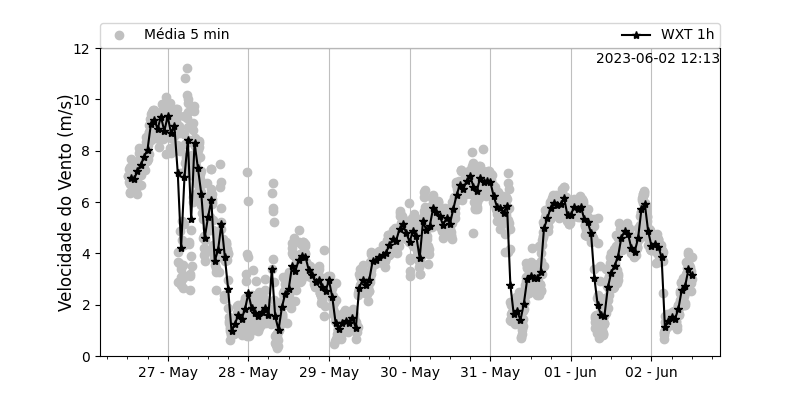 Média 5 min
WXT 1h
2023-06-02 12:13
Velocidade do Vento (m/s)
12
10
8
6
4
2
0
27 - May
28 - May
29 - May
30 - May
31 - May
01 - Jun
02 - Jun